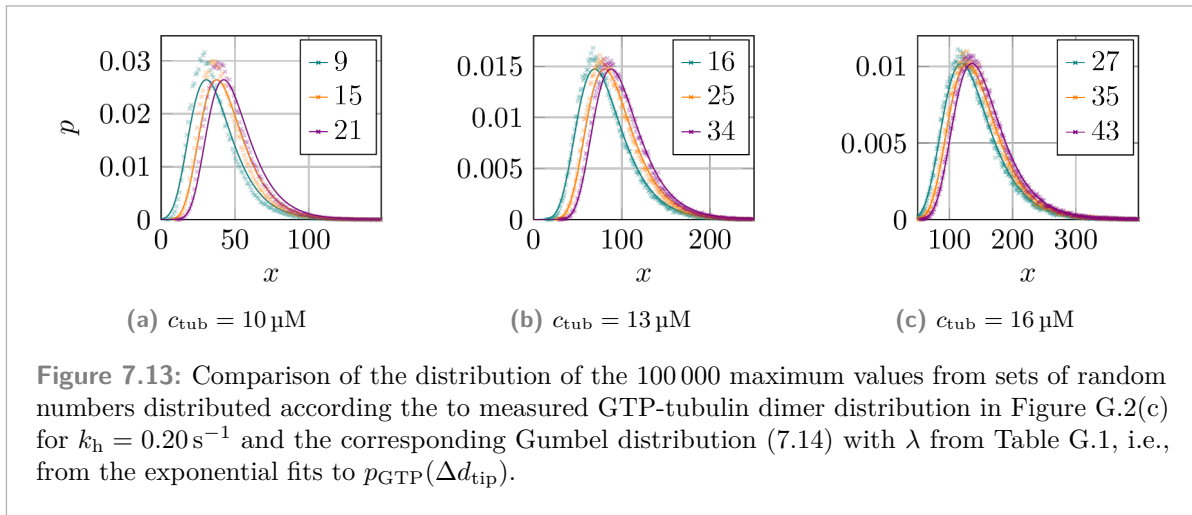 0.03
0.02
0.01
0
p
0 50 100
x
9
15
21
(a) c_tub = 10 µM
0.015
0.01
0.005
0
0 100 200
x
16
25
34
(b) c_tub = 13 µM
0.01
0.005
0
100 200 300
x
27
35
43
(c) c_tub = 16 µM
Figure 7.13: Comparison of the distribution of the 100 000 maximum values from sets of random
numbers distributed according the to measured GTP-tubulin dimer distribution in Figure G.2(c)
for k_h = 0.20 s⁻¹ and the corresponding Gumbel distribution (7.14) with λ from Table G.1, i.e.,
from the exponential fits to p_GTP(Δd_tip).